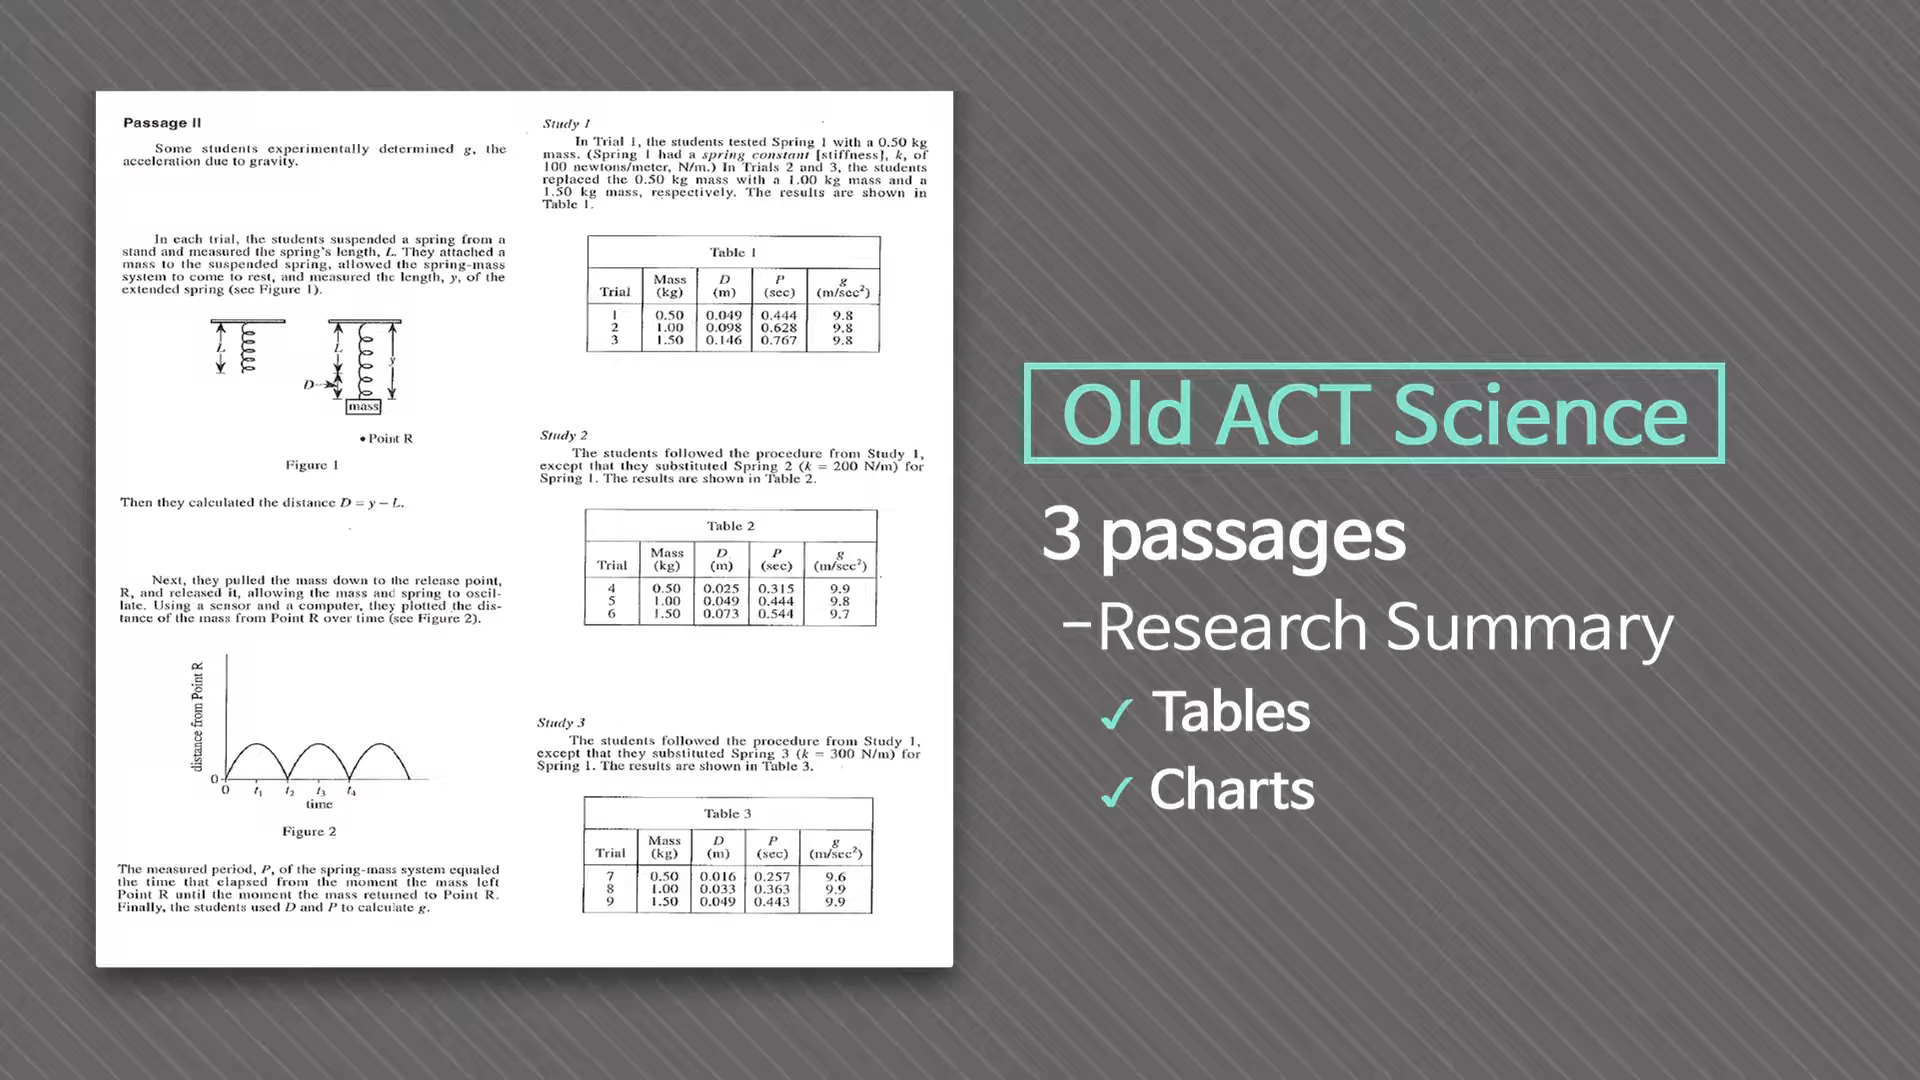 Passage II
Some students experimentally determined g, the
acceleration due to gravity.
In each trial, the students suspended a spring from a
stand and measured the spring's length, L. They attached a
mass to the suspended spring, allowed the spring-mass
system to come to rest, and measured the length, y, of the
extended spring (see Figure 1).
L
L
y
D
mass
• Point R
Figure 1
Then they calculated the distance D = y – L.
Next, they pulled the mass down to the release point,
R, and released it, allowing the mass and spring to oscil-
late. Using a sensor and a computer, they plotted the dis-
tance of the mass from Point R over time (see Figure 2).
distance from Point R
0
0 t1 t2 t3 t4
time
Figure 2
The measured period, P, of the spring-mass system equaled
the time that elapsed from the moment the mass left
Point R until the moment the mass returned to Point R.
Finally, the students used D and P to calculate g.
Study 1
In Trial 1, the students tested Spring 1 with a 0.50 kg
mass. (Spring 1 had a spring constant [stiffness], k, of
100 newtons/meter, N/m.) In Trials 2 and 3, the students
replaced the 0.50 kg mass with a 1.00 kg mass and a
1.50 kg mass, respectively. The results are shown in
Table 1.
Table 1
Trial Mass (kg) D (m) P (sec) g (m/sec²)
1 0.50 0.049 0.444 9.8
2 1.00 0.098 0.628 9.8
3 1.50 0.146 0.767 9.8
Study 2
The students followed the procedure from Study 1,
except that they substituted Spring 2 (k = 200 N/m) for
Spring 1. The results are shown in Table 2.
Table 2
Trial Mass (kg) D (m) P (sec) g (m/sec²)
4 0.50 0.025 0.315 9.9
5 1.00 0.049 0.444 9.8
6 1.50 0.073 0.544 9.7
Study 3
The students followed the procedure from Study 1,
except that they substituted Spring 3 (k = 300 N/m) for
Spring 1. The results are shown in Table 3.
Table 3
Trial Mass (kg) D (m) P (sec) g (m/sec²)
7 0.50 0.016 0.257 9.6
8 1.00 0.033 0.363 9.9
9 1.50 0.049 0.443 9.9
Old ACT Science
3 passages
-Research Summary
✓ Tables
✓ Charts